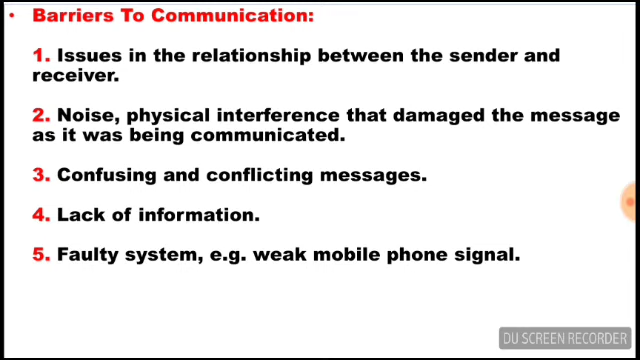 • Barriers To Communication:
1. Issues in the relationship between the sender and
receiver.
2. Noise, physical interference that damaged the message
as it was being communicated.
3. Confusing and conflicting messages.
4. Lack of information.
5. Faulty system, e.g. weak mobile phone signal.
DU SCREEN RECORDER